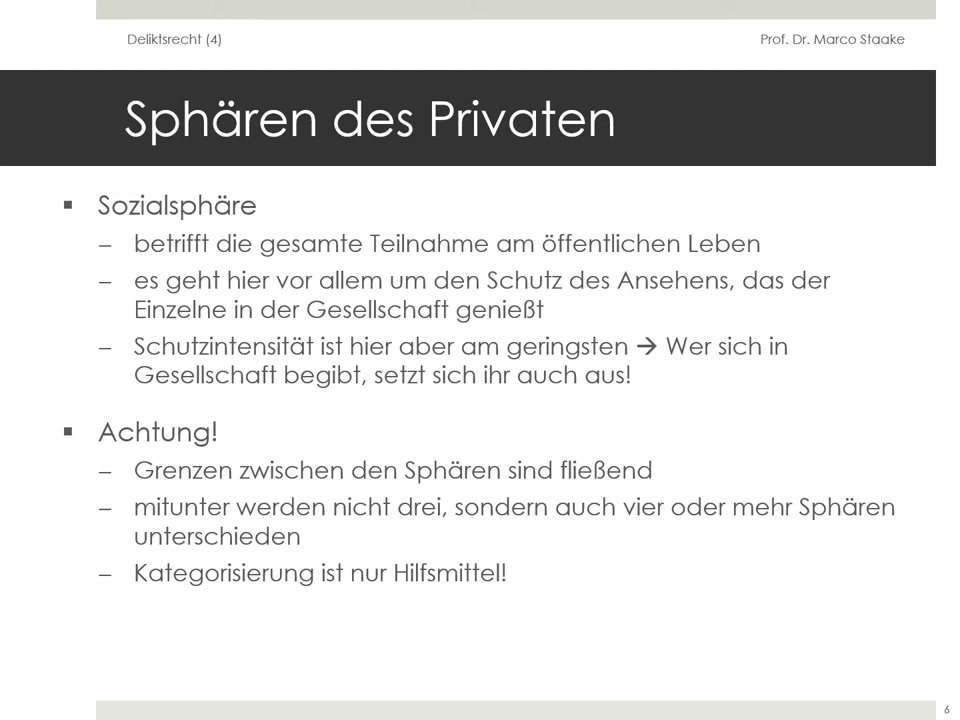 Deliktsrecht (4)
Prof. Dr. Marco Staake
Sphären des Privaten
▪ Sozialsphäre
– betrifft die gesamte Teilnahme am öffentlichen Leben
– es geht hier vor allem um den Schutz des Ansehens, das der
Einzelne in der Gesellschaft genießt
– Schutzintensität ist hier aber am geringsten → Wer sich in
Gesellschaft begibt, setzt sich ihr auch aus!
▪ Achtung!
– Grenzen zwischen den Sphären sind fließend
– mitunter werden nicht drei, sondern auch vier oder mehr Sphären
unterschieden
– Kategorisierung ist nur Hilfsmittel!
6